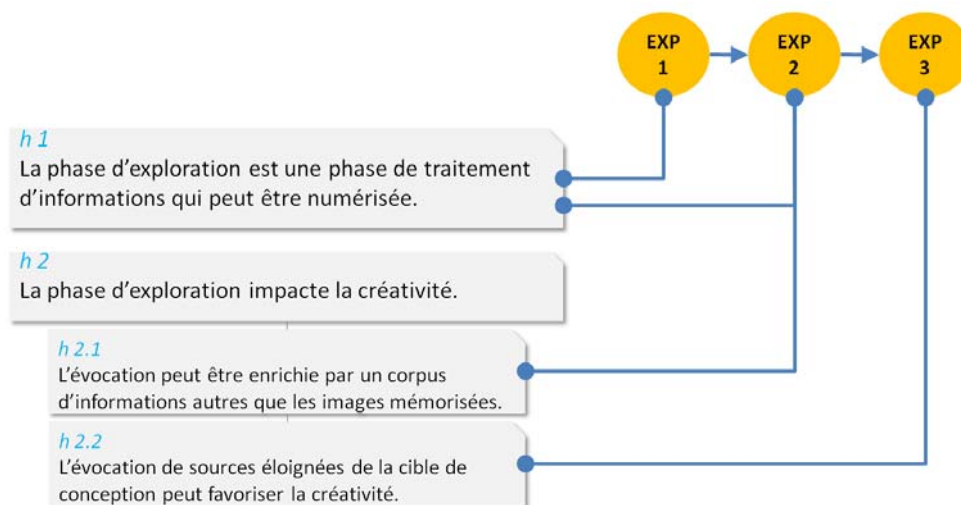 EXP
1
EXP
2
EXP
3
h 1
La phase d’exploration est une phase de traitement
d’informations qui peut être numérisée.
h 2
La phase d’exploration impacte la créativité.
h 2.1
L’évocation peut être enrichie par un corpus
d’informations autres que les images mémorisées.
h 2.2
L’évocation de sources éloignées de la cible de
conception peut favoriser la créativité.